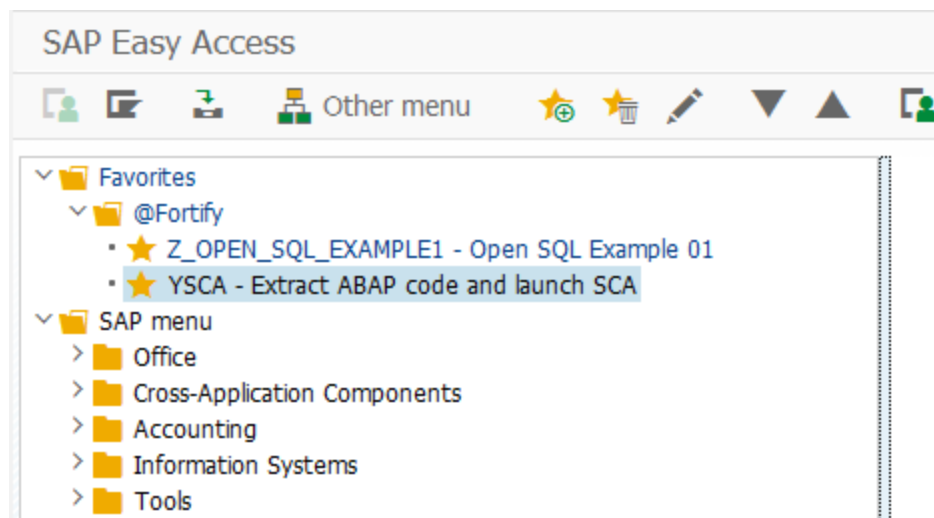 SAP Easy Access
Other menu
Favorites
@Fortify
Z_OPEN_SQL_EXAMPLE1 - Open SQL Example 01
YSCA - Extract ABAP code and launch SCA
SAP menu
Office
Cross-Application Components
Accounting
Information Systems
Tools